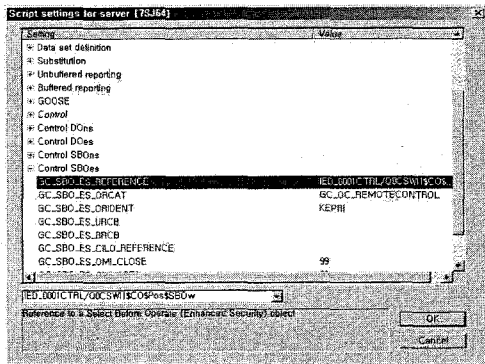 Script settings for server [7SJ64]
Setting Value
Data set definition
Substitution
Unbuffered reporting
Buffered reporting
GOOSE
Control
Control DOns
Control DOes
Control SBOns
Control SBOes
GC_SBO_ES_REFERENCE IED_0001CTRL/Q0CSWI1$CO$
GC_SBO_ES_ORCAT GC_OC_REMOTECONTROL
GC_SBO_ES_ORIDENT KEPRI
GC_SBO_ES_URCB
GC_SBO_ES_BRCB
GC_SBO_ES_CILO_REFERENCE
GC_SBO_ES_OMI_CLOSE 99
IED_0001CTRL/Q0CSWI1$CO$Pos$SBOw
Reference to a Select Before Operate (Enhanced Security) object
OK
Cancel